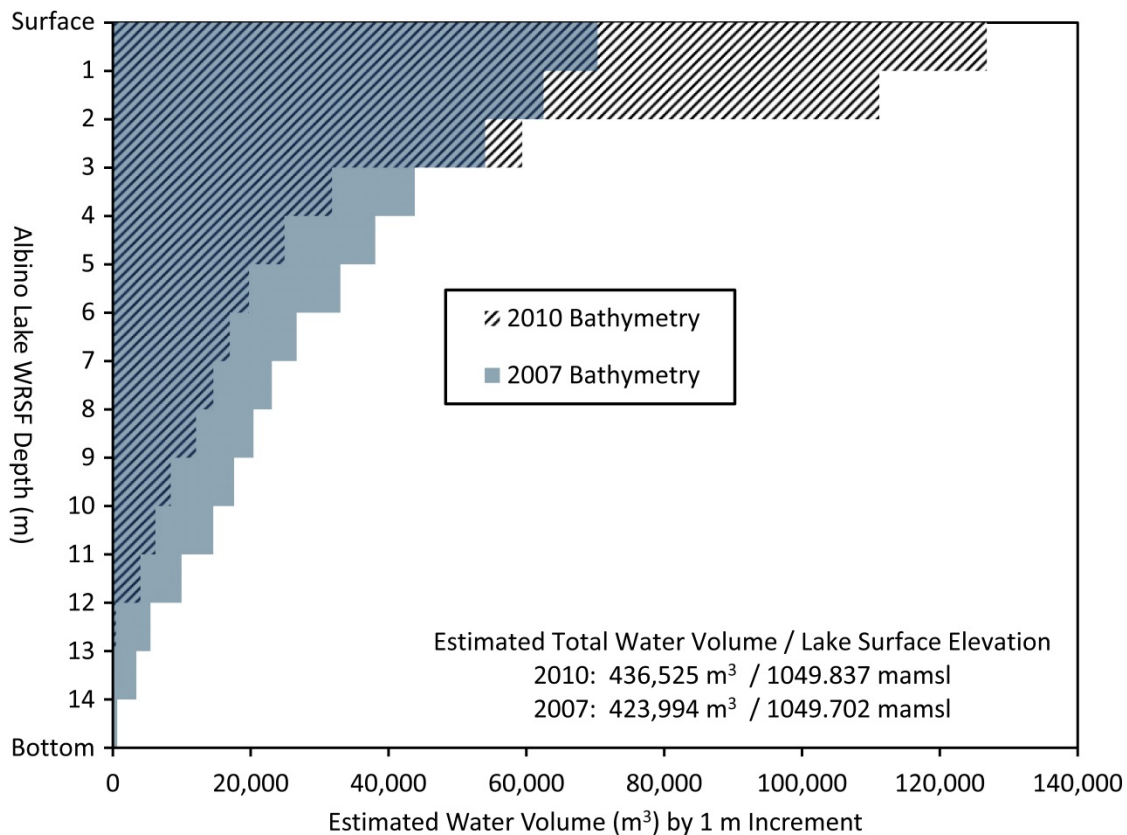 Surface
1
2
3
4
5
6
7
8
9
10
11
12
13
14
Bottom
Albino Lake WRSF Depth (m)
2010 Bathymetry
2007 Bathymetry
Estimated Total Water Volume / Lake Surface Elevation
2010: 436,525 m³ / 1049.837 mamsl
2007: 423,994 m³ / 1049.702 mamsl
0 20,000 40,000 60,000 80,000 100,000 120,000 140,000
Estimated Water Volume (m³) by 1 m Increment